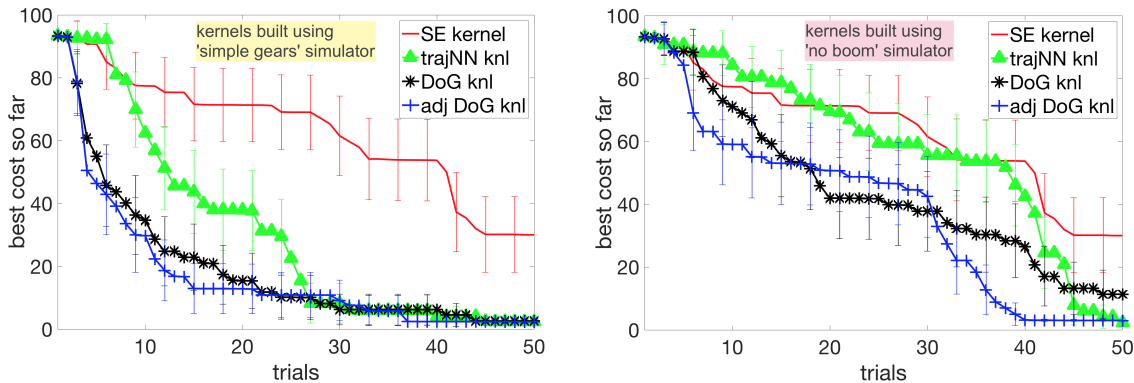 kernels built using
'simple gears' simulator
SE kernel
trajNN knl
DoG knl
adj DoG knl
best cost so far
100
80
60
40
20
0
10
20
30
40
50
trials
kernels built using
'no boom' simulator
SE kernel
trajNN knl
DoG knl
adj DoG knl
best cost so far
100
80
60
40
20
0
10
20
30
40
50
trials